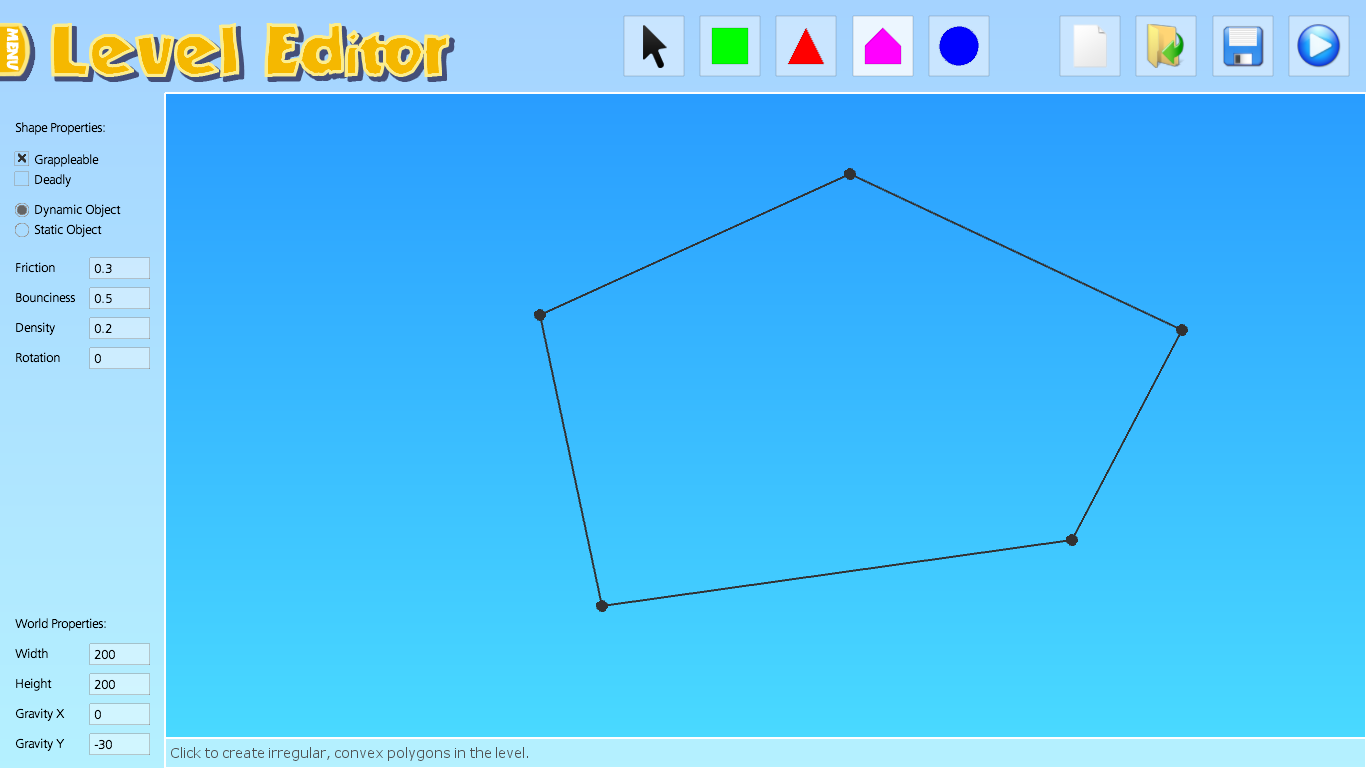 MENU
Level Editor
Shape Properties:
Grappleable
Deadly
Dynamic Object
Static Object
Friction 0.3
Bounciness 0.5
Density 0.2
Rotation 0
World Properties:
Width 200
Height 200
Gravity X 0
Gravity Y -30
Click to create irregular, convex polygons in the level.